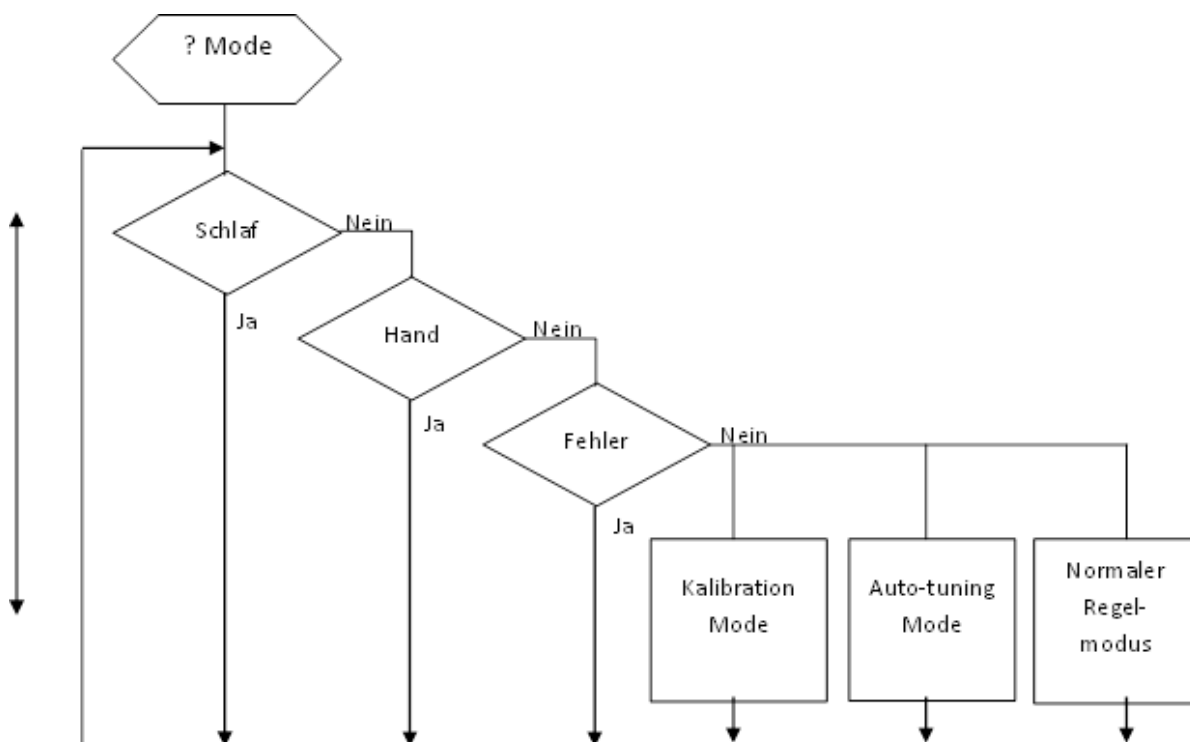 ? Mode
Schlaf
Nein
Ja
Hand
Nein
Ja
Fehler
Nein
Ja
Kalibration
Mode
Auto-tuning
Mode
Normaler
Regel-
modus